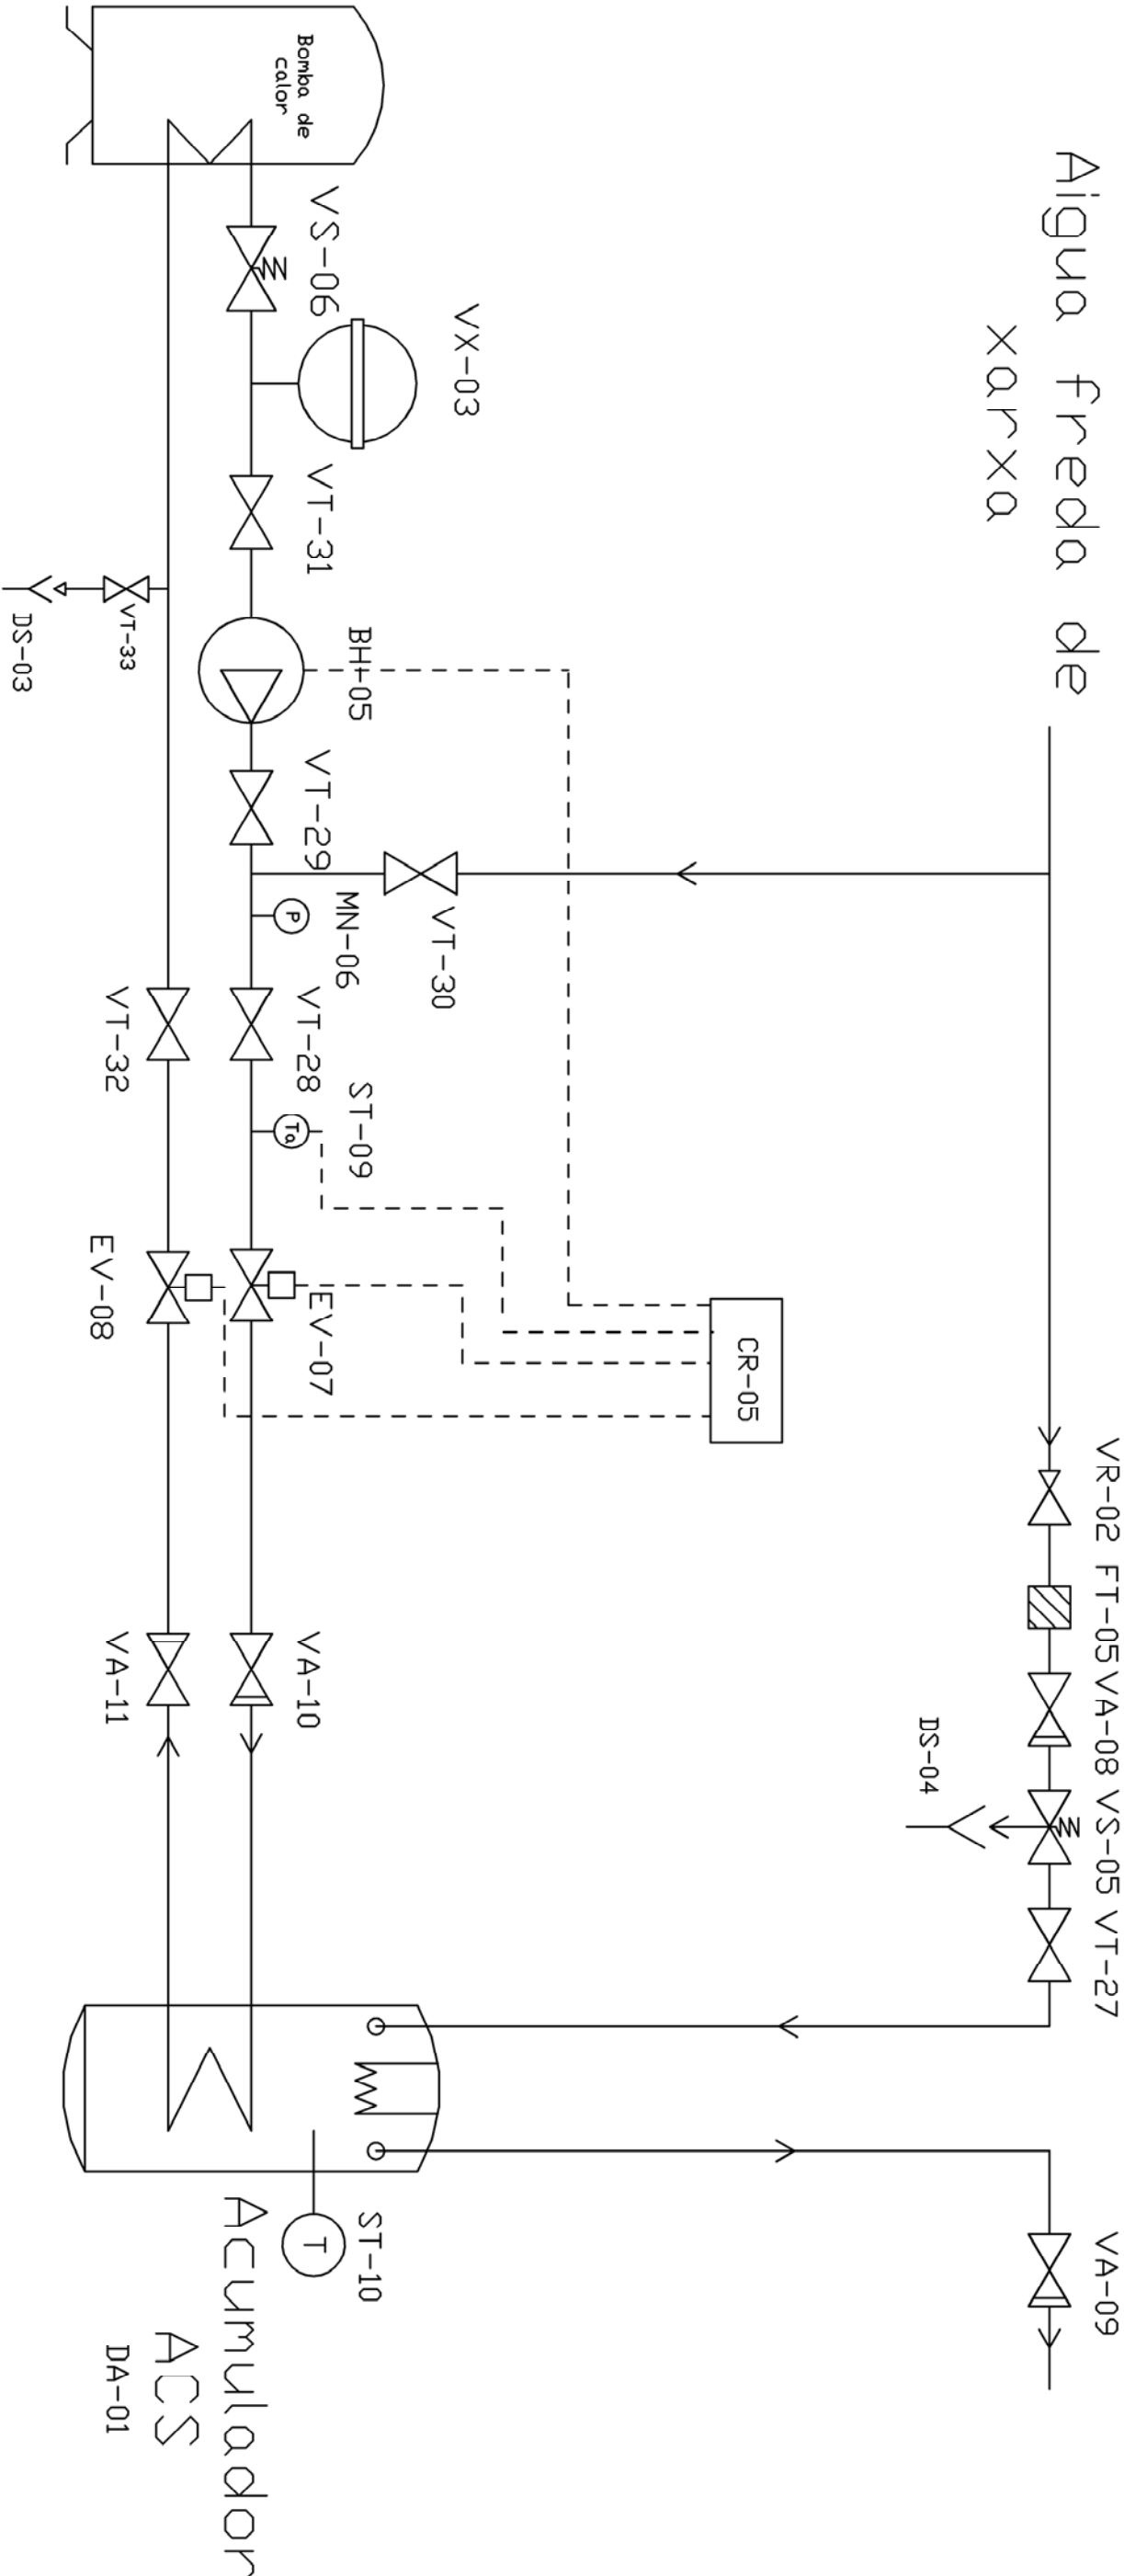 Aigua freda de
xarxa
VR-02
FT-05
VA-08
VS-05
VT-27
VA-09
DS-04
CR-05
VX-03
VT-30
Bomba de
calor
VS-06
VT-31
BH-05
VT-29
MN-06
P
VT-28
ST-09
Ta
EV-07
VA-10
ST-10
T
Acumulador
ACS
DA-01
VT-33
DS-03
VT-32
EV-08
VA-11